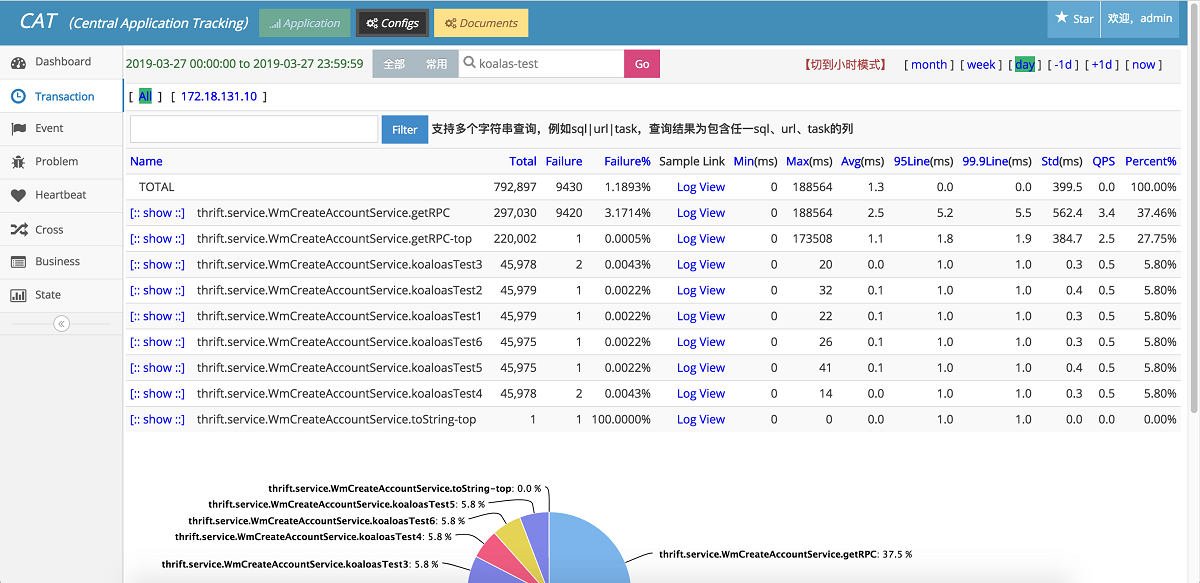 CAT (Central Application Tracking) Application Configs Documents Star 欢迎，admin
Dashboard
Transaction
Event
Problem
Heartbeat
Cross
Business
State
2019-03-27 00:00:00 to 2019-03-27 23:59:59 全部 常用 koalas-test Go 【切到小时模式】 [ month ] [ week ] [ day ] [ -1d ] [ +1d ] [ now ]
[ All ] [ 172.18.131.10 ]
Filter 支持多个字符串查询，例如sql|url|task，查询结果为包含任一sql、url、task的列
Name Total Failure Failure% Sample Link Min(ms) Max(ms) Avg(ms) 95Line(ms) 99.9Line(ms) Std(ms) QPS Percent%
TOTAL 792,897 9430 1.1893% Log View 0 188564 1.3 0.0 0.0 399.5 0.0 100.00%
[:: show ::] thrift.service.WmCreateAccountService.getRPC 297,030 9420 3.1714% Log View 0 188564 2.5 5.2 5.5 562.4 3.4 37.46%
[:: show ::] thrift.service.WmCreateAccountService.getRPC-top 220,002 1 0.0005% Log View 0 173508 1.1 1.8 1.9 384.7 2.5 27.75%
[:: show ::] thrift.service.WmCreateAccountService.koaloasTest3 45,978 2 0.0043% Log View 0 20 0.0 1.0 1.0 0.3 0.5 5.80%
[:: show ::] thrift.service.WmCreateAccountService.koaloasTest2 45,979 1 0.0022% Log View 0 32 0.1 1.0 1.0 0.4 0.5 5.80%
[:: show ::] thrift.service.WmCreateAccountService.koaloasTest1 45,979 1 0.0022% Log View 0 22 0.1 1.0 1.0 0.3 0.5 5.80%
[:: show ::] thrift.service.WmCreateAccountService.koaloasTest6 45,975 1 0.0022% Log View 0 26 0.1 1.0 1.0 0.3 0.5 5.80%
[:: show ::] thrift.service.WmCreateAccountService.koaloasTest5 45,975 1 0.0022% Log View 0 41 0.1 1.0 1.0 0.4 0.5 5.80%
[:: show ::] thrift.service.WmCreateAccountService.koaloasTest4 45,978 2 0.0043% Log View 0 14 0.0 1.0 1.0 0.3 0.5 5.80%
[:: show ::] thrift.service.WmCreateAccountService.toString-top 1 1 100.0000% Log View 0 0 0.0 1.0 1.0 0.0 0.0 0.00%
thrift.service.WmCreateAccountService.toString-top: 0.0 %
thrift.service.WmCreateAccountService.koaloasTest5: 5.8 %
thrift.service.WmCreateAccountService.koaloasTest6: 5.8 %
thrift.service.WmCreateAccountService.koaloasTest4: 5.8 %
thrift.service.WmCreateAccountService.getRPC: 37.5 %
thrift.service.WmCreateAccountService.koaloasTest3: 5.8 %